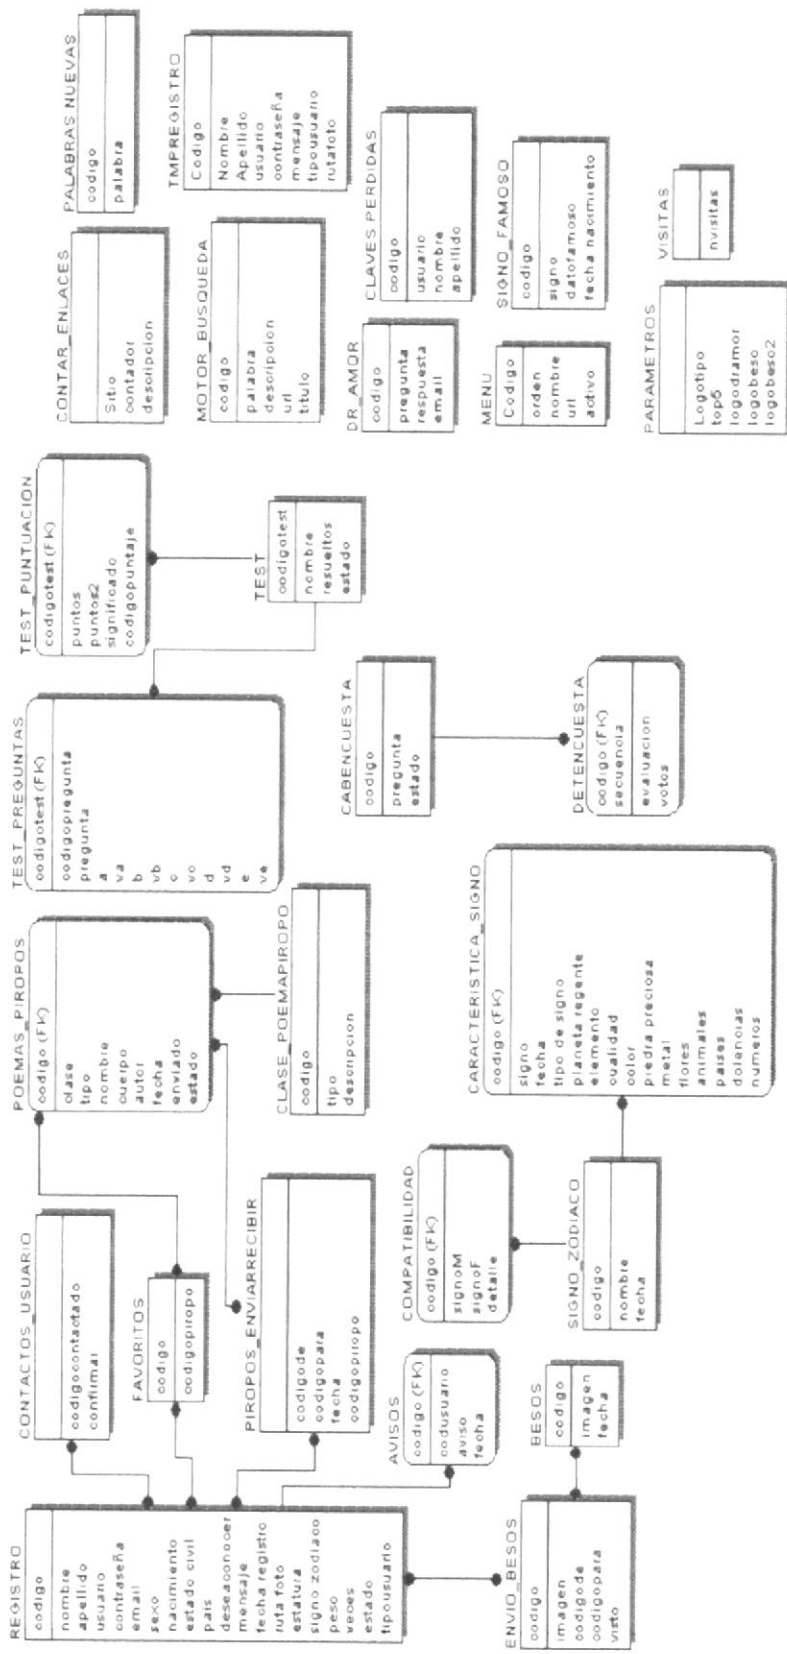 REGISTRO
codigo
nombre
apellido
usuario
contraseña
email
sexo
nacimiento
estado civil
pais
deseaconocer
mensaje
fecha registro
ruta foto
estatura
signo zodiaco
peso
veces
estado
tipousuario
CONTACTOS_USUARIO
codigocontactado
confirmar
FAVORITOS
codigo
codigopiropo
PIROPOS_ENVIARRECIBIR
codigode
codigopara
fecha
codigopiropo
AVISOS
codigo (FK)
codusuario
aviso
fecha
ENVIO_BESOS
codigo
imagen
codigode
codigopara
visto
BESOS
codigo
imagen
fecha
POEMAS_PIROPOS
codigo (FK)
clase
tipo
nombre
cuerpo
autor
fecha
enviado
estado
CLASE_POEMAPIROPO
codigo
tipo
descripcion
COMPATIBILIDAD
codigo (FK)
signoM
signoF
detalle
SIGNO_ZODIACO
codigo
nombre
fecha
CARACTERISTICA_SIGNO
codigo (FK)
signo
fecha
tipo de signo
planeta regente
elemento
cualidad
color
piedra preciosa
metal
flores
animales
paises
dolencias
numeros
TEST_PREGUNTAS
codigotest (FK)
codigopregunta
pregunta
a
va
b
vb
c
vc
d
vd
e
ve
TEST_PUNTUACION
codigotest (FK)
puntos
puntos2
significado
codigopuntaje
TEST
codigotest
nombre
resueltos
estado
CABENCUESTA
codigo
pregunta
estado
DETENCUESTA
codigo (FK)
secuencia
evaluacion
votos
CONTAR_ENLACES
Sitio
contador
descripcion
PALABRAS NUEVAS
codigo
palabra
MOTOR_BUSQUEDA
codigo
palabra
descripcion
url
titulo
TMPREGISTRO
Codigo
Nombre
Apellido
usuario
contraseña
mensaje
tipousuario
rutafoto
DR_AMOR
codigo
pregunta
respuesta
email
CLAVES PERDIDAS
codigo
usuario
nombre
apellido
MENU
Codigo
orden
nombre
url
activo
SIGNO_FAMOSO
codigo
signo
datofamoso
fecha nacimiento
PARAMETROS
Logotipo
top5
logodramor
logobeso
logobeso2
VISITAS
nvisitas